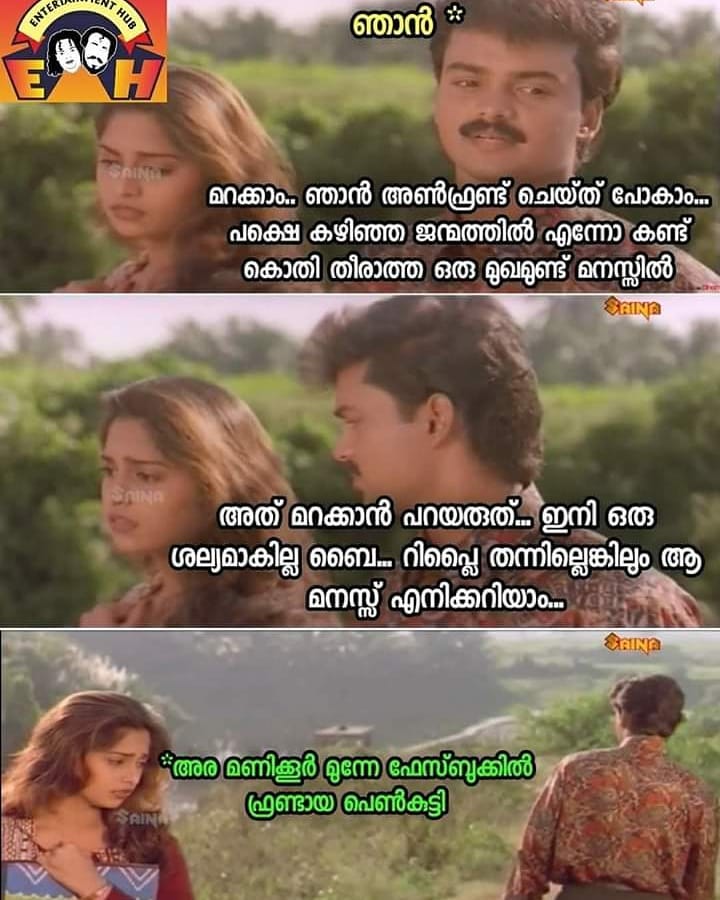 ENTERTAINMENT HUB
E H
ഞാൻ *
SAINA
മറക്കാം.. ഞാൻ അൺഫ്രണ്ട് ചെയ്ത് പോകാം...
പക്ഷെ കഴിഞ്ഞ ജന്മത്തിൽ എന്നോ കണ്ട്
കൊതി തീരാത്ത ഒരു മുഖമുണ്ട് മനസ്സിൽ
SAINA
SAINA
അത് മറക്കാൻ പറയരുത്... ഇനി ഒരു
ശല്യമാകില്ല ബൈ... റിപ്ലൈ തന്നില്ലെങ്കിലും ആ
മനസ്സ് എനിക്കറിയാം...
SAINA
*അര മണിക്കൂർ മുന്നേ ഫേസ്ബുക്കിൽ
ഫ്രണ്ടായ പെൺകുട്ടി
SAINA